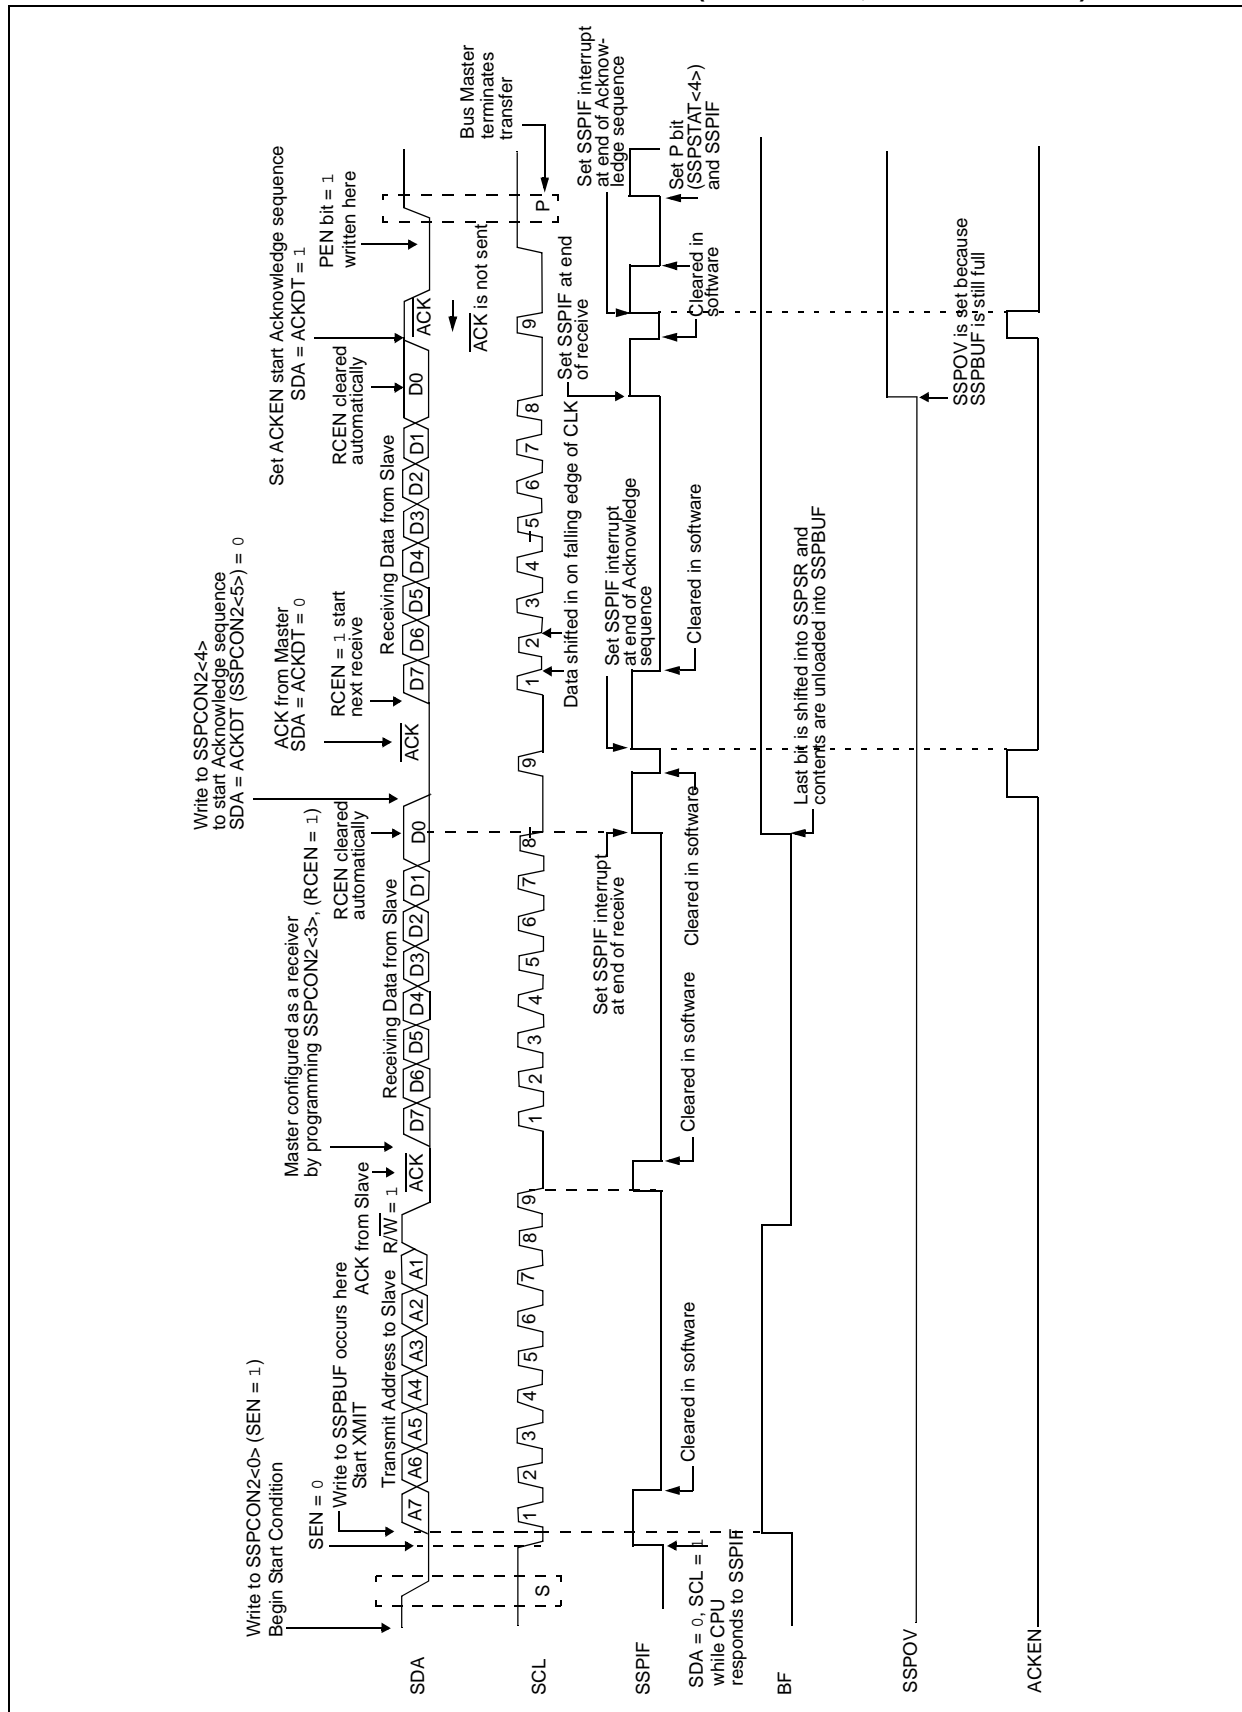 Write to SSPCON2<0> (SEN = 1)
Begin Start Condition
SEN = 0
Write to SSPBUF occurs here
Start XMIT
ACK from Slave
Master configured as a receiver
by programming SSPCON2<3>, (RCEN = 1)
RCEN cleared
automatically
Write to SSPCON2<4>
to start Acknowledge sequence
SDA = ACKDT (SSPCON2<5>) = 0
ACK from Master
SDA = ACKDT = 0
RCEN = 1 start
next receive
RCEN cleared
automatically
Set ACKEN start Acknowledge sequence
SDA = ACKDT = 1
PEN bit = 1
written here
Transmit Address to Slave
R/W = 1
Receiving Data from Slave
Receiving Data from Slave
SDA
A7 A6 A5 A4 A3 A2 A1
ACK
D7 D6 D5 D4 D3 D2 D1 D0
ACK
D7 D6 D5 D4 D3 D2 D1 D0
ACK
ACK is not sent
Bus Master
terminates
transfer
SCL
S
1 2 3 4 5 6 7 8 9
1 2 3 4 5 6 7 8 9
1 2 3 4 5 6 7 8 9
P
Data shifted in on falling edge of CLK
Set SSPIF interrupt
at end of receive
Set SSPIF interrupt
at end of Acknowledge
sequence
Set SSPIF at end
of receive
Set SSPIF interrupt
at end of Acknow-
ledge sequence
SSPIF
SDA = 0, SCL = 1
while CPU
responds to SSPIF
Cleared in software
Cleared in software
Cleared in software
Cleared in software
Cleared in
software
Set P bit
(SSPSTAT<4>)
and SSPIF
BF
Last bit is shifted into SSPSR and
contents are unloaded into SSPBUF
SSPOV
SSPOV is set because
SSPBUF is still full
ACKEN